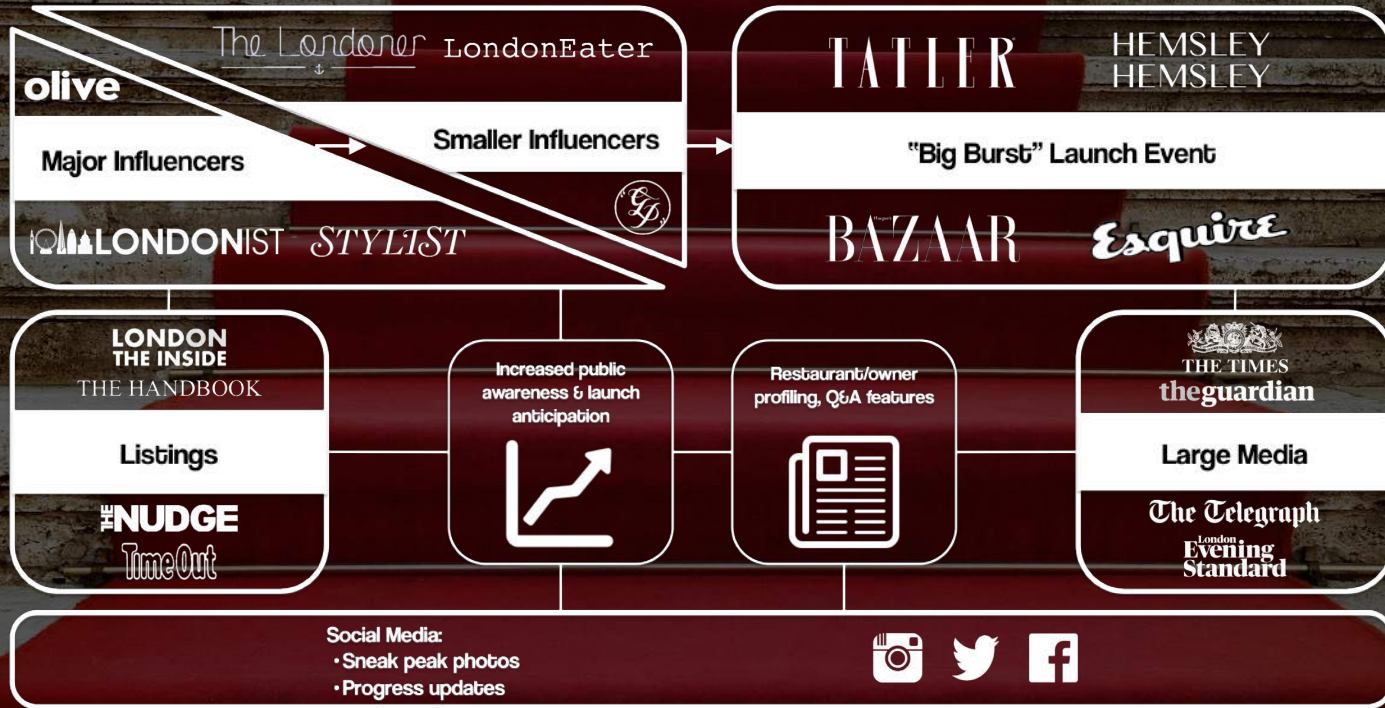 The Londoner
LondonEater
olive
Smaller Influencers
Major Influencers
LONDONIST
STYLIST
TATLER
HEMSLEY
HEMSLEY
“Big Burst” Launch Event
Harper's
BAZAAR
Esquire
LONDON
THE INSIDE
THE HANDBOOK
Listings
THE NUDGE
TimeOut
Increased public
awareness & launch
anticipation
Restaurant/owner
profiling, Q&A features
THE TIMES
theguardian
Large Media
The Telegraph
London
Evening
Standard
Social Media:
• Sneak peak photos
• Progress updates